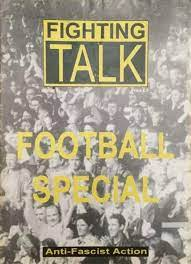 FIGHTING
TALK
FOOTBALL
SPECIAL
Anti-Fascist Action